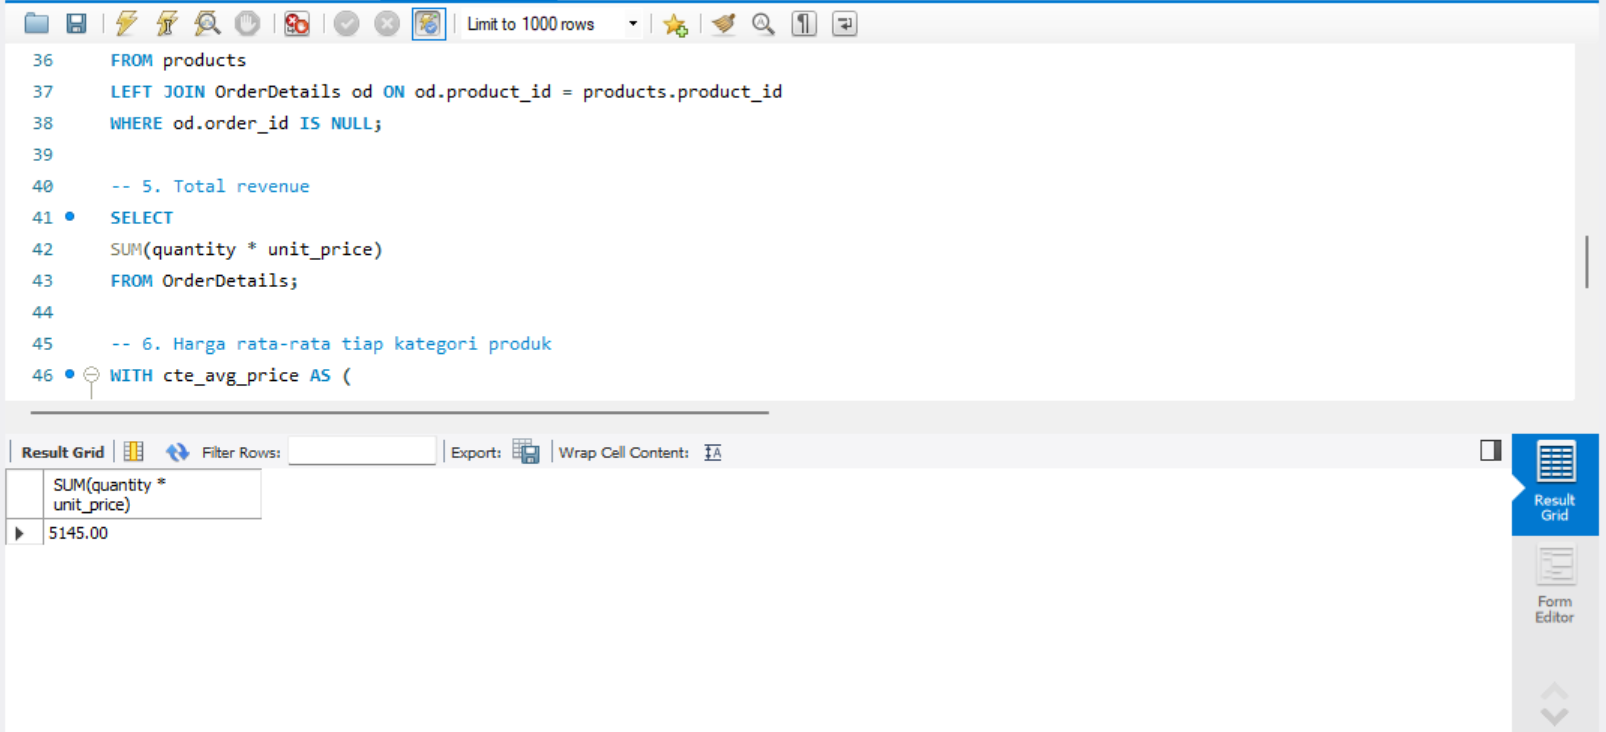 Limit to 1000 rows
36 FROM products
37 LEFT JOIN OrderDetails od ON od.product_id = products.product_id
38 WHERE od.order_id IS NULL;
39
40 -- 5. Total revenue
41 SELECT
42 SUM(quantity * unit_price)
43 FROM OrderDetails;
44
45 -- 6. Harga rata-rata tiap kategori produk
46 WITH cte_avg_price AS (
Result Grid Filter Rows: Export: Wrap Cell Content:
SUM(quantity *
unit_price)
5145.00
Result
Grid
Form
Editor